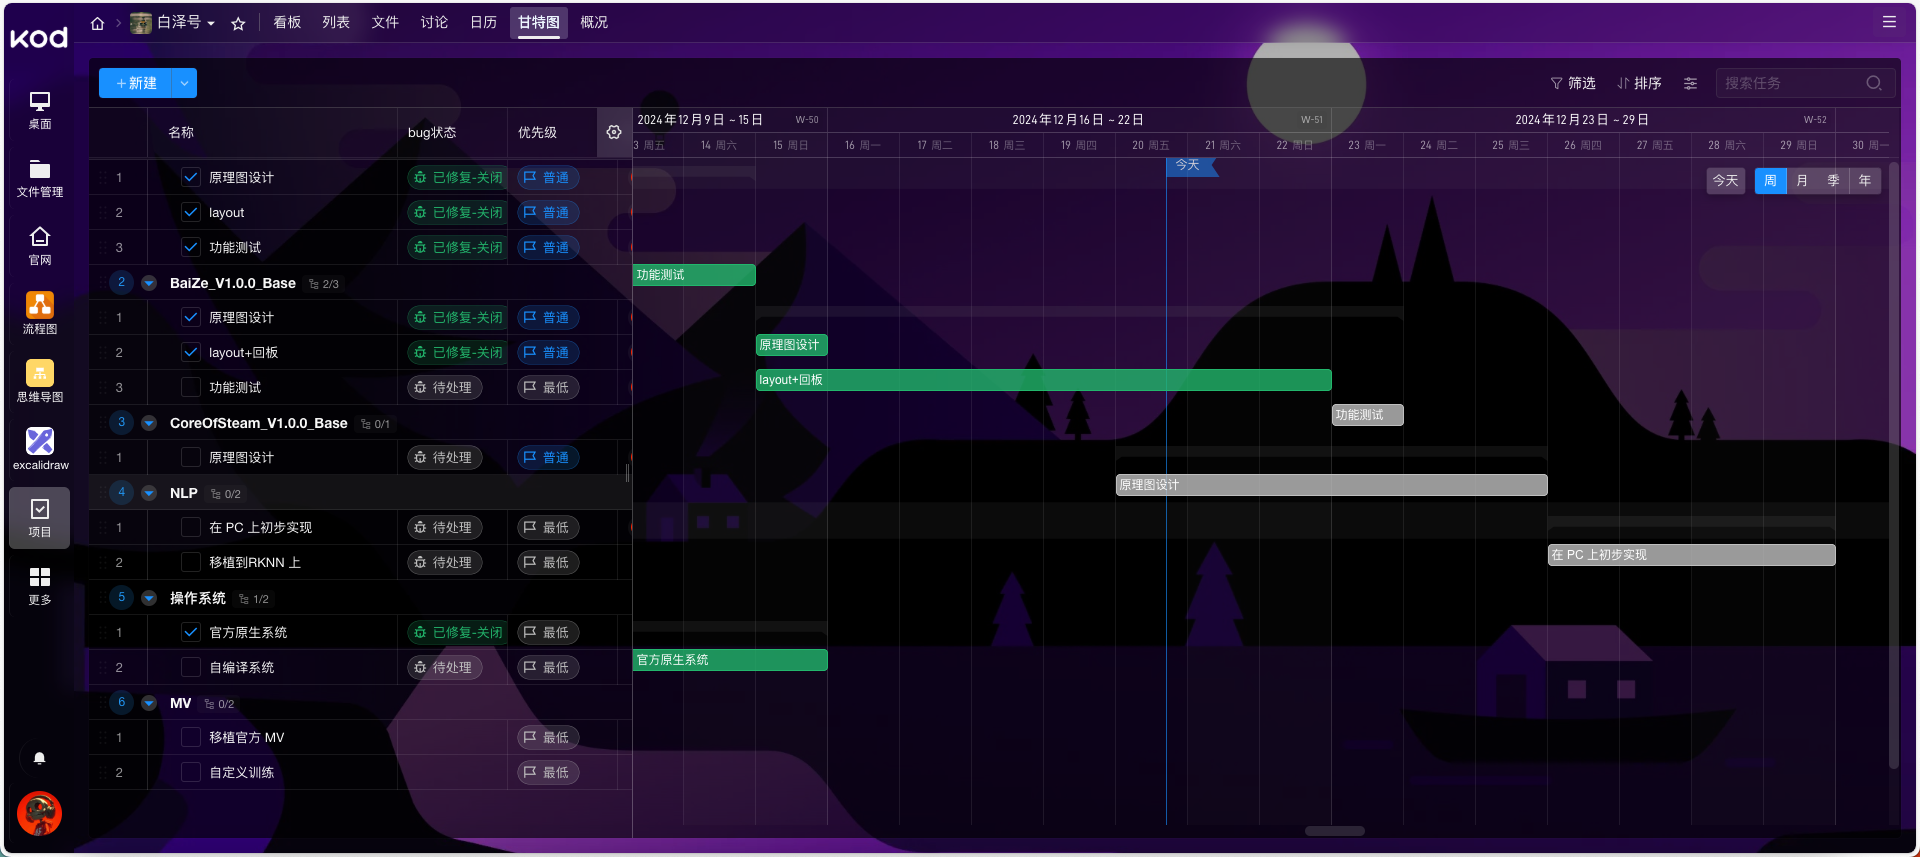 kod
白泽号
看板 列表 文件 讨论 日历 甘特图 概况
桌面
文件管理
官网
流程图
思维导图
excalidraw
项目
更多
+ 新建
筛选 排序 搜索任务
名称 bug状态 优先级
2024年12月9日 ~ 15日 W-50 2024年12月16日 ~ 22日 W-51 2024年12月23日 ~ 29日 W-52
3 周五 14 周六 15 周日 16 周一 17 周二 18 周三 19 周四 20 周五 21 周六 22 周日 23 周一 24 周二 25 周三 26 周四 27 周五 28 周六 29 周日 30 周一
今天
今天 周 月 季 年
1 原理图设计 已修复-关闭 普通
2 layout 已修复-关闭 普通
3 功能测试 已修复-关闭 普通
2 BaiZe_V1.0.0_Base 2/3
1 原理图设计 已修复-关闭 普通
2 layout+回板 已修复-关闭 普通
3 功能测试 待处理 最低
3 CoreOfSteam_V1.0.0_Base 0/1
1 原理图设计 待处理 普通
4 NLP 0/2
1 在 PC 上初步实现 待处理 最低
2 移植到RKNN 上 待处理 最低
5 操作系统 1/2
1 官方原生系统 已修复-关闭 最低
2 自编译系统 待处理 最低
6 MV 0/2
1 移植官方 MV 最低
2 自定义训练 最低
功能测试
原理图设计
layout+回板
功能测试
原理图设计
在 PC 上初步实现
官方原生系统